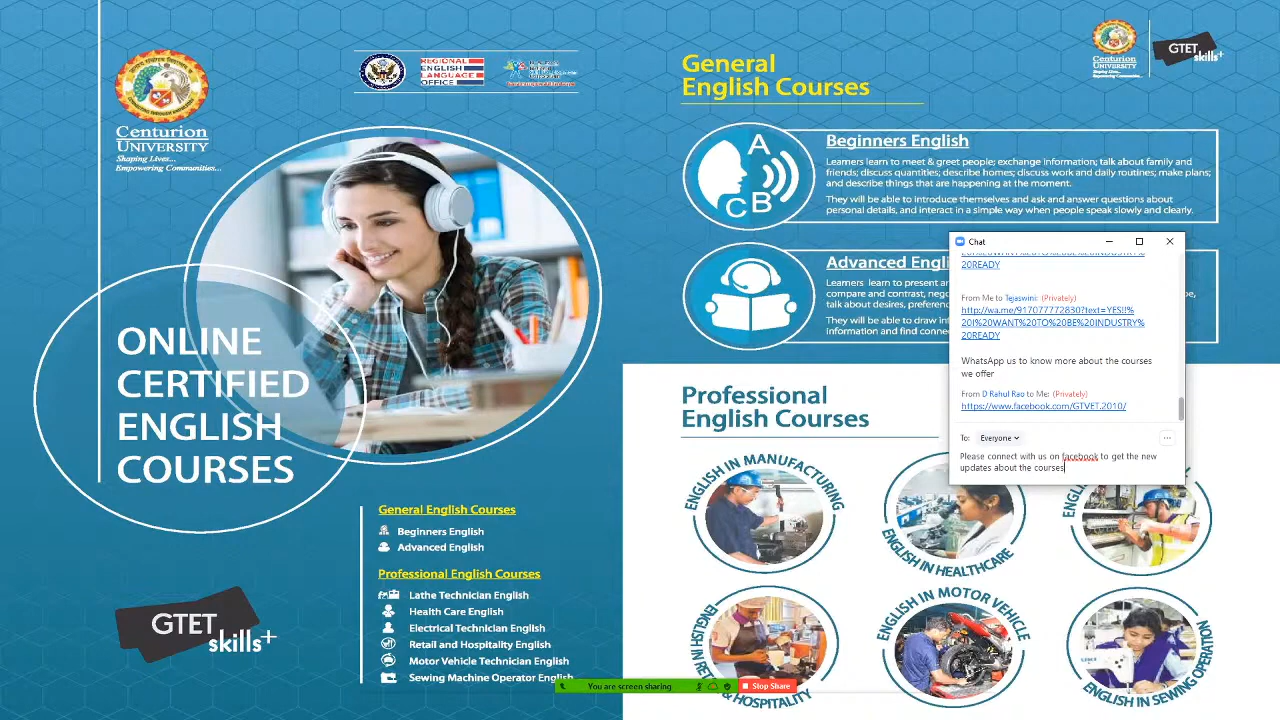 Centurion
UNIVERSITY
Shaping Lives...
Empowering Communities...
REGIONAL
ENGLISH
LANGUAGE
OFFICE
ONLINE
CERTIFIED
ENGLISH
COURSES
GTET
skills+
General English Courses
Beginners English
Advanced English
Professional English Courses
Lathe Technician English
Health Care English
Electrical Technician English
Retail and Hospitality English
Motor Vehicle Technician English
Sewing Machine Operator English
General
English Courses
Centurion
UNIVERSITY
Shaping Lives...
Empowering Communities...
GTET
skills+
A
B
C
Beginners English
Learners learn to meet & greet people; exchange information; talk about family and
friends; discuss quantities; describe homes; discuss work and daily routines; make plans;
and describe things that are happening at the moment.
They will be able to introduce themselves and ask and answer questions about
personal details, and interact in a simple way when people speak slowly and clearly.
Advanced Engli
Learners learn to present an
compare and contrast, nego
talk about desires, preferenc
They will be able to draw inf
information and find connec
Professional
English Courses
ENGLISH IN MANUFACTURING
ENGLISH IN HEALTHCARE
ENGLISH IN MOTOR VEHICLE
ENGLISH IN SEWING OPERATION
Chat
20READY
From Me to Tejaswini: (Privately)
http://wa.me/917077772830?text=YES!!%
20I%20WANT%20TO%20BE%20INDUSTRY%
20READY
WhatsApp us to know more about the courses
we offer
From D Rahul Rao to Me: (Privately)
https://www.facebook.com/GTVET.2010/
To: Everyone
Please connect with us on facebook to get the new
updates about the courses
You are screen sharing
Stop Share